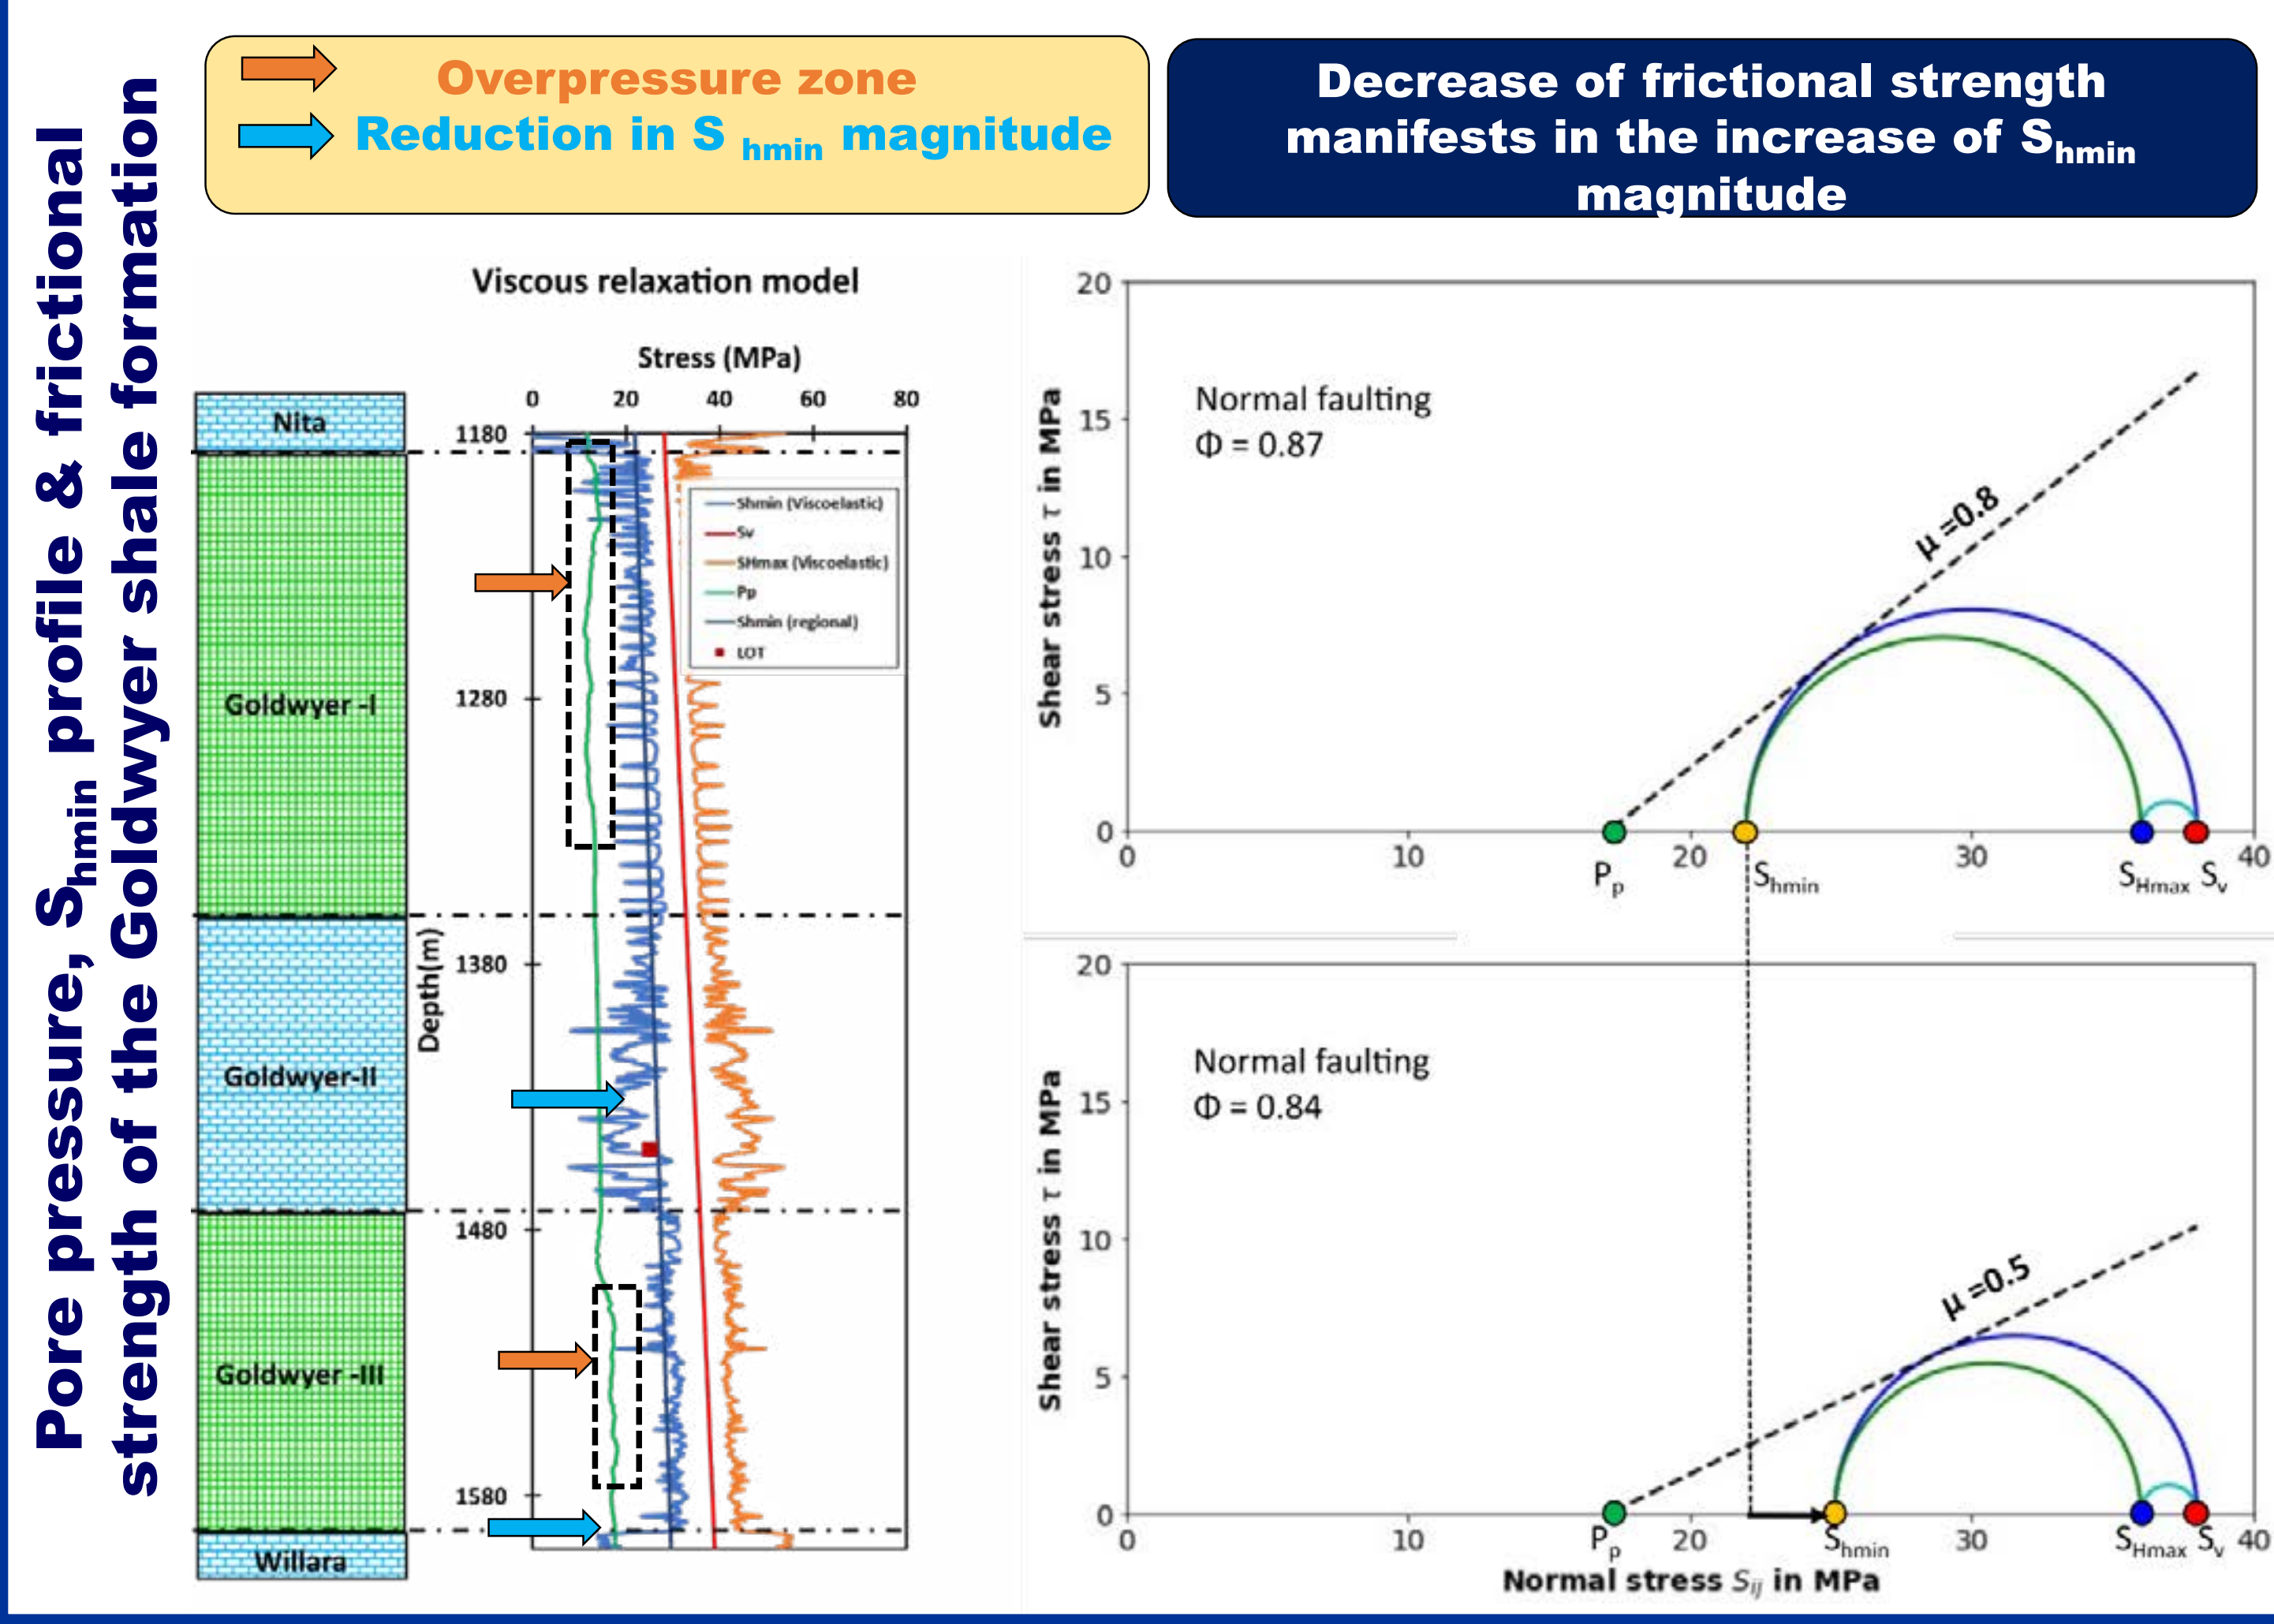 Pore pressure, Shmin profile & frictional
strength of the Goldwyer shale formation
Overpressure zone
Reduction in S hmin magnitude
Decrease of frictional strength
manifests in the increase of Shmin
magnitude
Viscous relaxation model
Stress (MPa)
0 20 40 60 80
Depth(m)
1180
1280
1380
1480
1580
Nita
Goldwyer -I
Goldwyer-II
Goldwyer -III
Willara
Shmin (Viscoelastic)
Sv
SHmax (Viscoelastic)
Pp
Shmin (regional)
LOT
Shear stress τ in MPa
20
15
10
5
0
Normal faulting
Φ = 0.87
μ =0.8
0 10 20 30 40
Pp Shmin SHmax Sv
Shear stress τ in MPa
20
15
10
5
0
Normal faulting
Φ = 0.84
μ =0.5
0 10 20 30 40
Pp Shmin SHmax Sv
Normal stress Sij in MPa